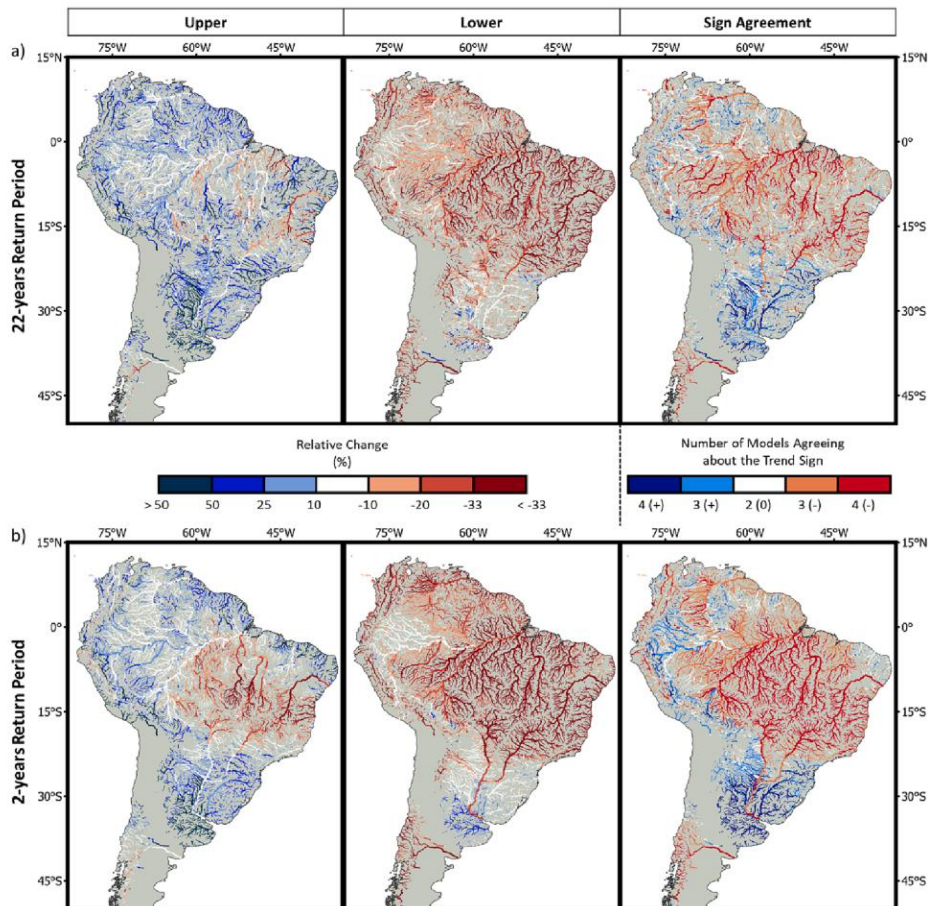 Upper Lower Sign Agreement
75°W 60°W 45°W 75°W 60°W 45°W 75°W 60°W 45°W
a)
15°N 15°N
0° 0°
15°S 15°S
30°S 30°S
45°S 45°S
22-years Return Period
Relative Change
(%)
> 50 50 25 10 -10 -20 -33 < -33
Number of Models Agreeing
about the Trend Sign
4 (+) 3 (+) 2 (0) 3 (-) 4 (-)
75°W 60°W 45°W 75°W 60°W 45°W 75°W 60°W 45°W
b)
15°N 15°N
0° 0°
15°S 15°S
30°S 30°S
45°S 45°S
2-years Return Period